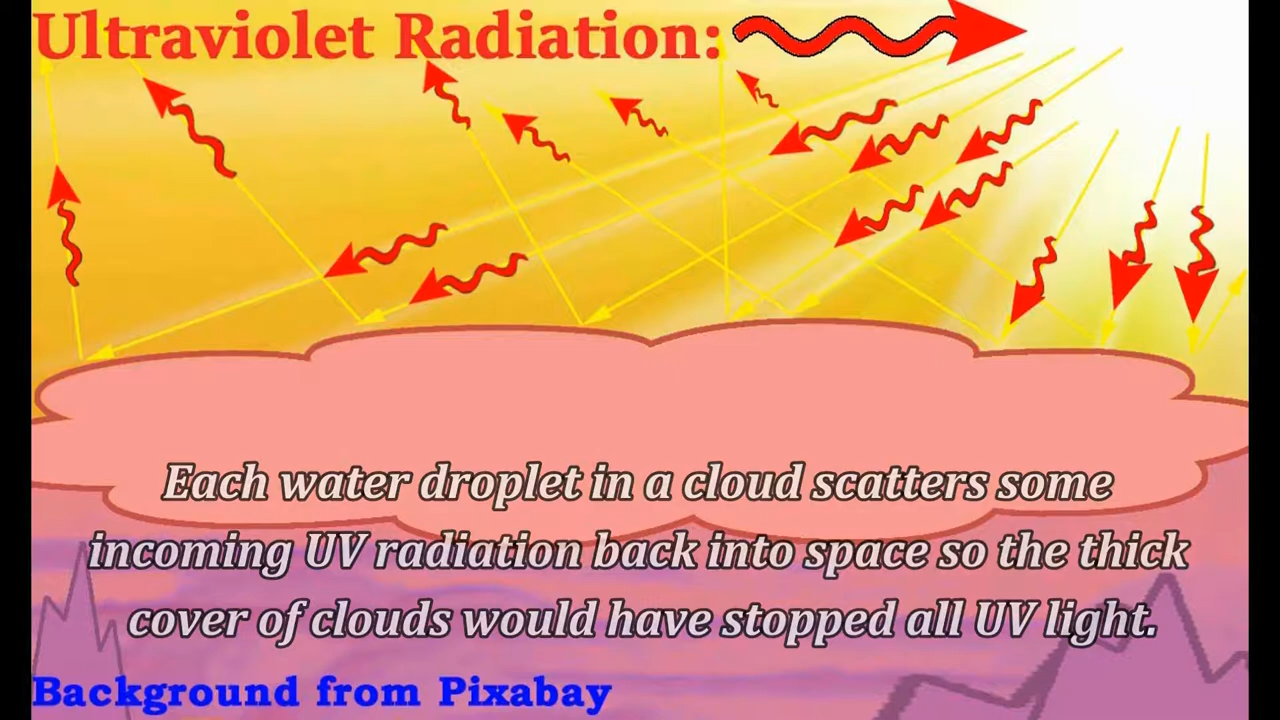 Ultraviolet Radiation:
Each water droplet in a cloud scatters some
incoming UV radiation back into space so the thick
cover of clouds would have stopped all UV light.
Background from Pixabay